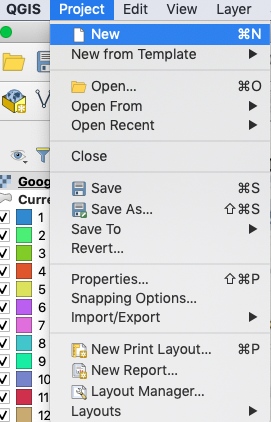 QGIS Project Edit View Layer
New ⌘N
New from Template
Open... ⌘O
Open From
Open Recent
Close
Goog
Curre
Save ⌘S
1
Save As... ⇧⌘S
2
Save To
3
Revert...
4
5
Properties... ⇧⌘P
6
Snapping Options...
7
Import/Export
8
New Print Layout... ⌘P
9
New Report...
10
Layout Manager...
11
Layouts
12